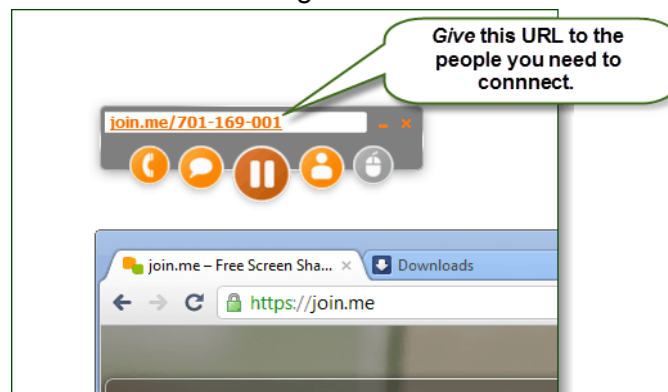 Give this URL to the
people you need to
connnect.
join.me/701-169-001
join.me – Free Screen Sha...
Downloads
https://join.me